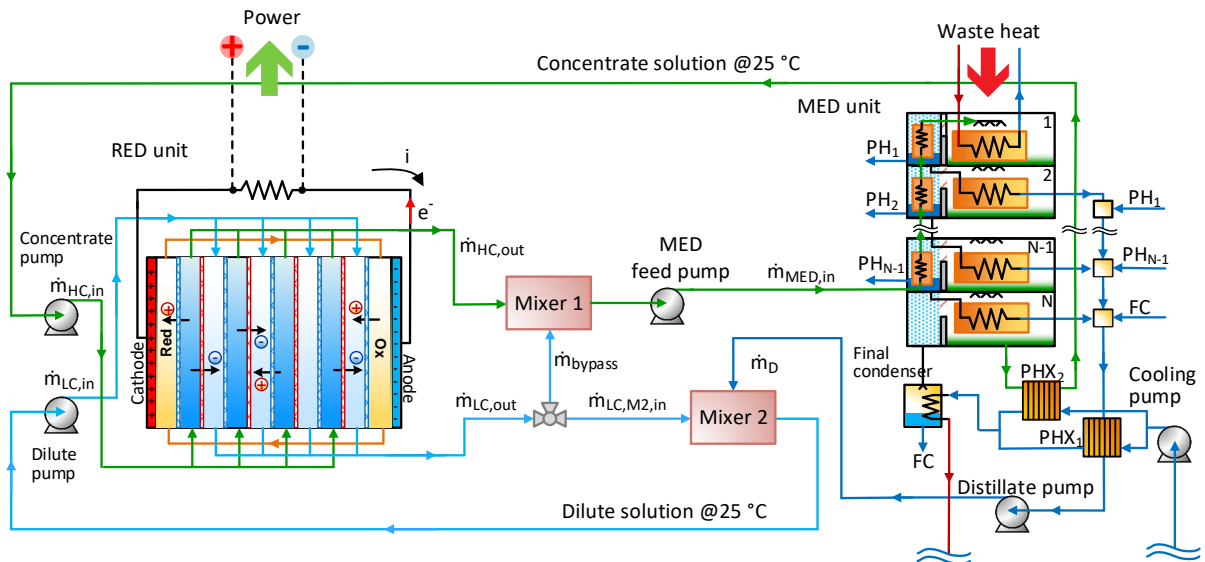 Power
+
-
Waste heat
Concentrate solution @25 °C
MED unit
RED unit
i
e-
1
2
N-1
N
PH1
PH2
PHN-1
PH1
PHN-1
FC
Concentrate
pump
ṁHC,in
ṁLC,in
Dilute
pump
Cathode
Red
Ox
Anode
+
-
-
+
+
-
ṁHC,out
Mixer 1
MED
feed pump
ṁMED,in
ṁbypass
ṁLC,out
ṁLC,M2,in
ṁD
Mixer 2
Final
condenser
FC
PHX2
PHX1
Cooling
pump
Distillate pump
Dilute solution @25 °C